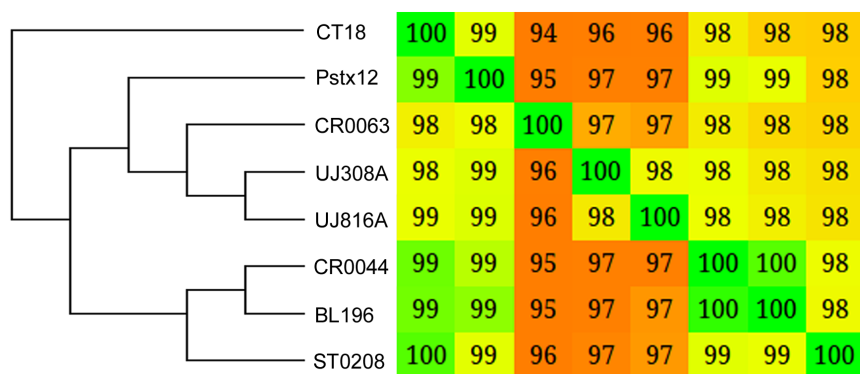 CT18 100 99 94 96 96 98 98 98
Pstx12 99 100 95 97 97 99 99 98
CR0063 98 98 100 97 97 98 98 98
UJ308A 98 99 96 100 98 98 98 98
UJ816A 99 99 96 98 100 98 98 98
CR0044 99 99 95 97 97 100 100 98
BL196 99 99 95 97 97 100 100 98
ST0208 100 99 96 97 97 99 99 100